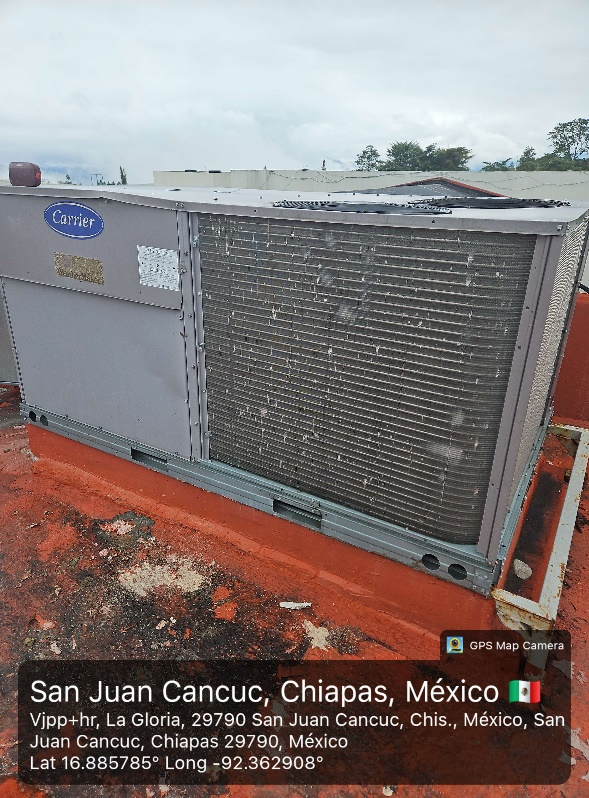 Carrier
GPS Map Camera
San Juan Cancuc, Chiapas, México 🇲🇽
Vjpp+hr, La Gloria, 29790 San Juan Cancuc, Chis., México, San
Juan Cancuc, Chiapas 29790, México
Lat 16.885785° Long -92.362908°